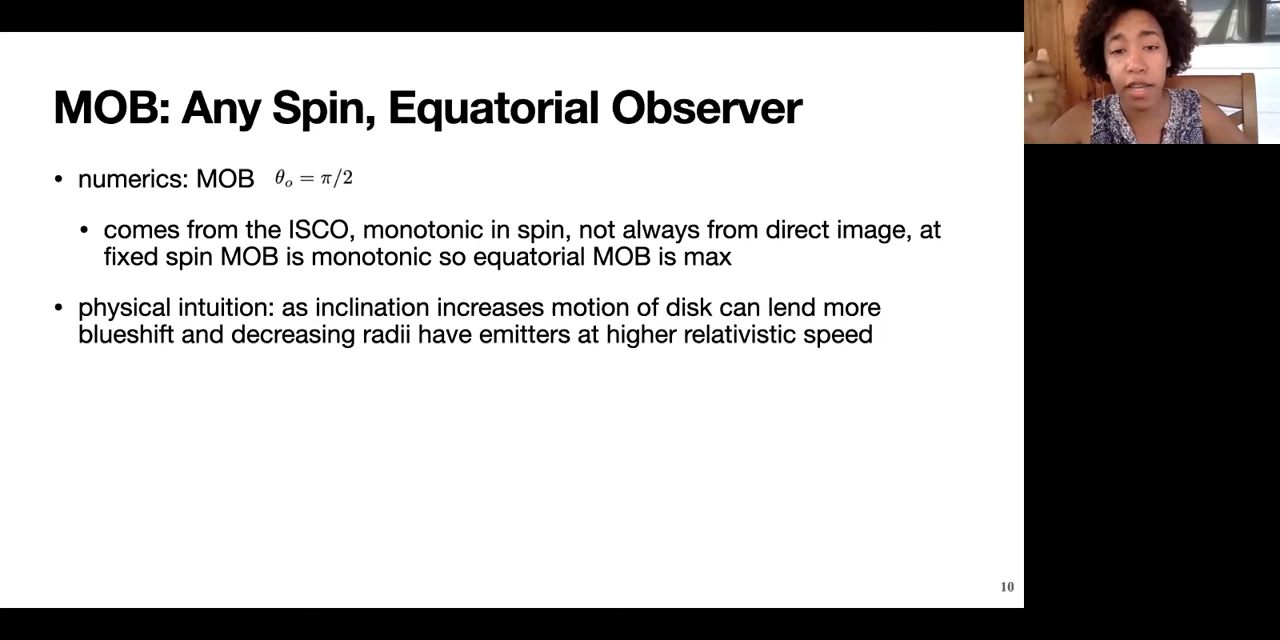 MOB: Any Spin, Equatorial Observer
• numerics: MOB θₒ = π/2
• comes from the ISCO, monotonic in spin, not always from direct image, at
fixed spin MOB is monotonic so equatorial MOB is max
• physical intuition: as inclination increases motion of disk can lend more
blueshift and decreasing radii have emitters at higher relativistic speed
10